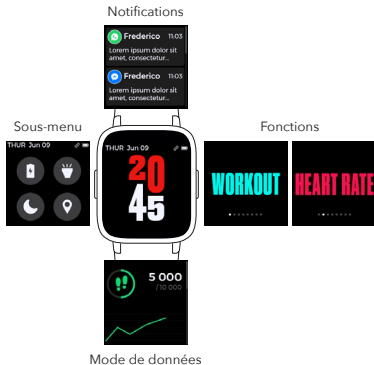 Notifications
Frederico 11:03
Lorem ipsum dolor sit
amet, consectetur...
Frederico 11:03
Lorem ipsum dolor sit
amet, consectetur...
Sous-menu
Fonctions
THUR Jun 09
THUR Jun 09
20
45
WORKOUT
HEART RATE
5 000
/10 000
Mode de données